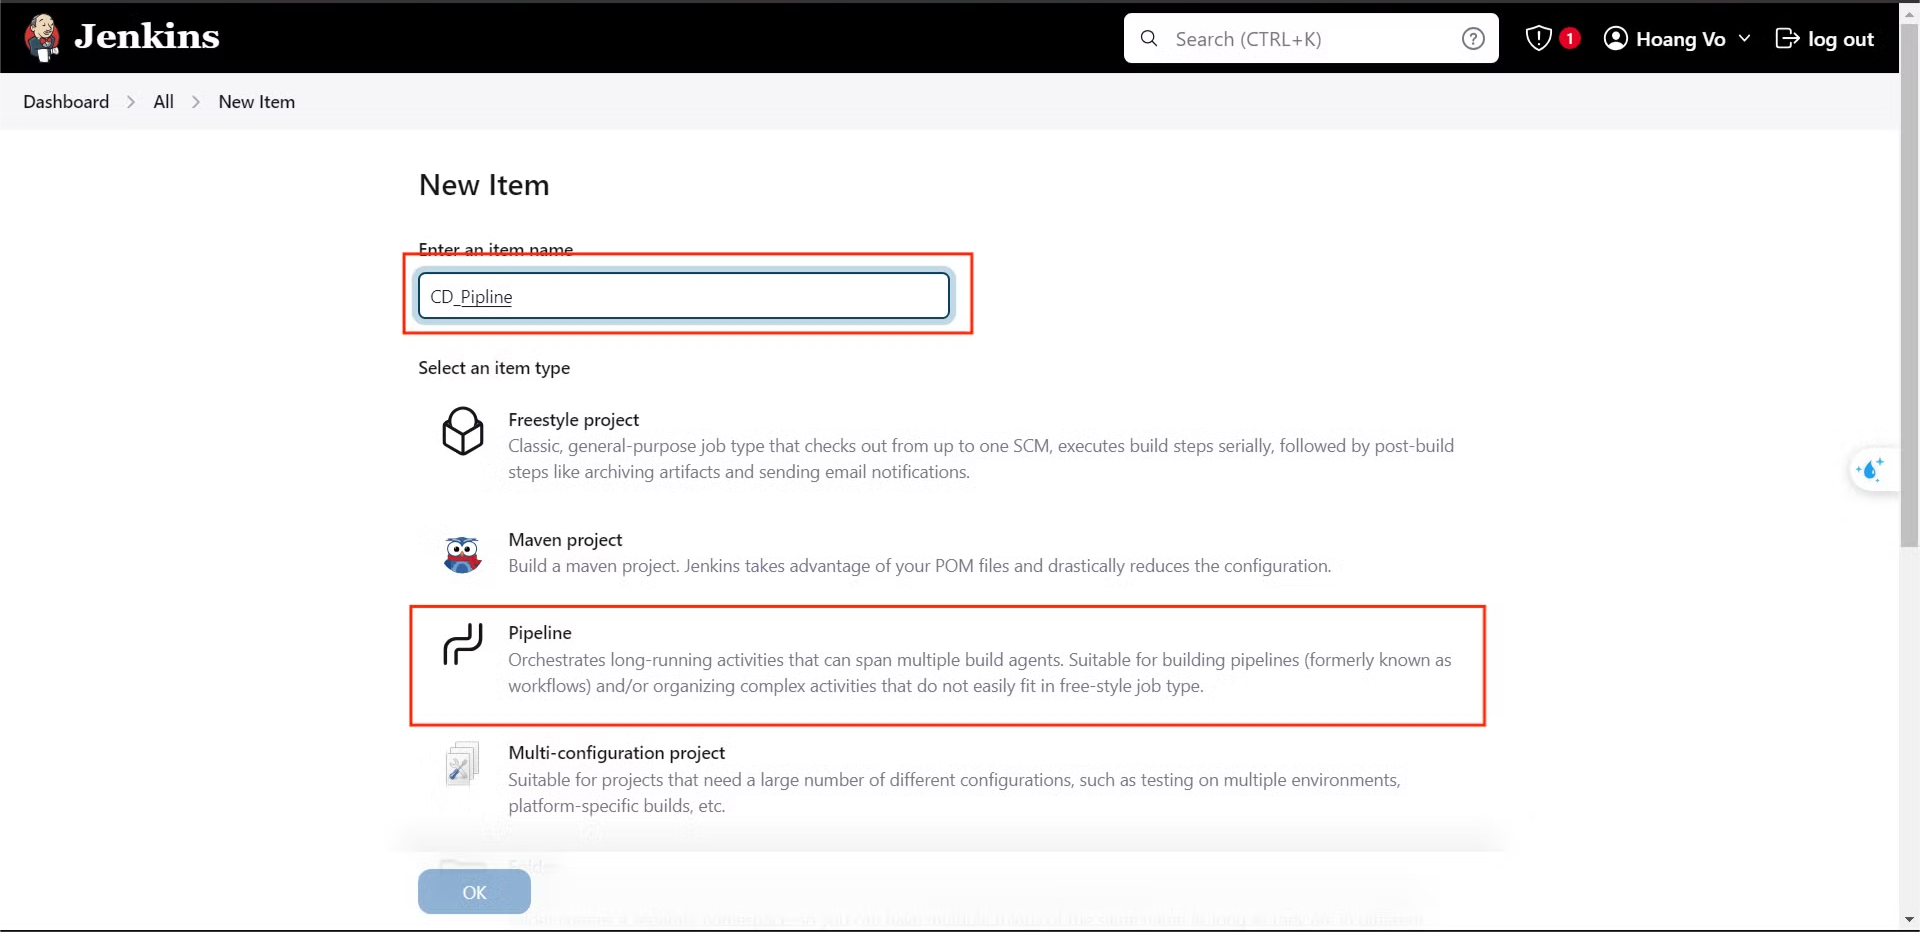 Jenkins
Search (CTRL+K)
1
Hoang Vo
log out
Dashboard
All
New Item
New Item
Enter an item name
CD_Pipline
Select an item type
Freestyle project
Classic, general-purpose job type that checks out from up to one SCM, executes build steps serially, followed by post-build
steps like archiving artifacts and sending email notifications.
Maven project
Build a maven project. Jenkins takes advantage of your POM files and drastically reduces the configuration.
Pipeline
Orchestrates long-running activities that can span multiple build agents. Suitable for building pipelines (formerly known as
workflows) and/or organizing complex activities that do not easily fit in free-style job type.
Multi-configuration project
Suitable for projects that need a large number of different configurations, such as testing on multiple environments,
platform-specific builds, etc.
Folder
OK